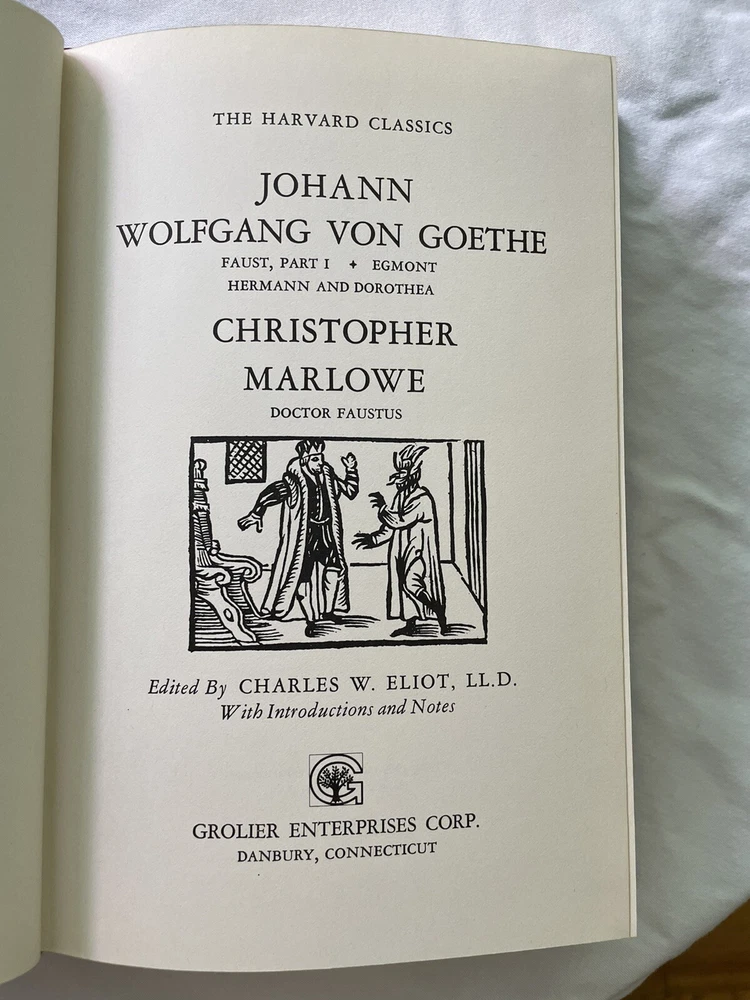 THE HARVARD CLASSICS
JOHANN
WOLFGANG VON GOETHE
FAUST, PART I + EGMONT
HERMANN AND DOROTHEA
CHRISTOPHER
MARLOWE
DOCTOR FAUSTUS
Edited By CHARLES W. ELIOT, LL.D.
With Introductions and Notes
G
GROLIER ENTERPRISES CORP.
DANBURY, CONNECTICUT